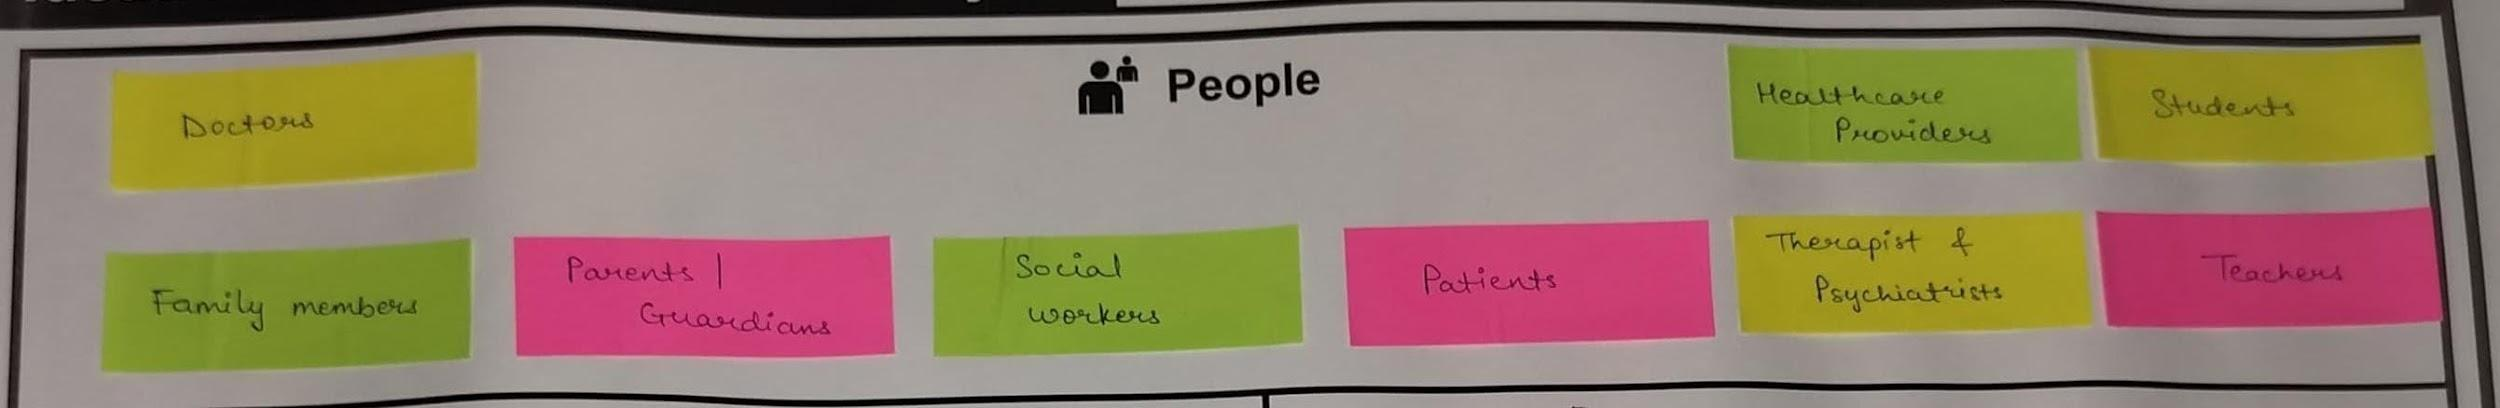 People
Doctors
Healthcare
Providers
Students
Family members
Parents |
Guardians
Social
workers
Patients
Therapist &
Psychiatrists
Teachers